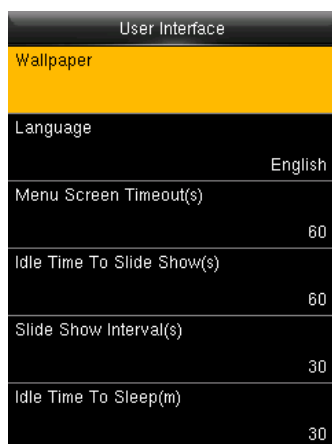 User Interface
Wallpaper
Language
English
Menu Screen Timeout(s)
60
Idle Time To Slide Show(s)
60
Slide Show Interval(s)
30
Idle Time To Sleep(m)
30